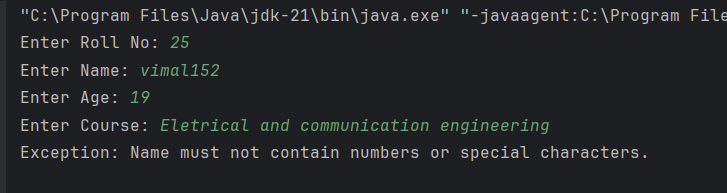 "C:\Program Files\Java\jdk-21\bin\java.exe" "-javaagent:C:\Program File
Enter Roll No: 25
Enter Name: vimal152
Enter Age: 19
Enter Course: Eletrical and communication engineering
Exception: Name must not contain numbers or special characters.